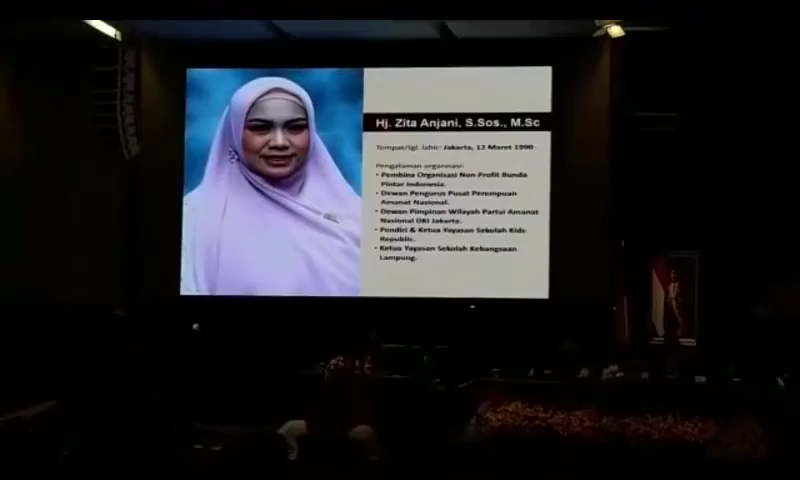 Hj. Zita Anjani, S.Sos., M.Sc
Tempat/tgl. lahir: Jakarta, 12 Maret 1990
Pengalaman organisasi:
• Pembina Organisasi Non-Profit Bunda
Pintar Indonesia.
• Dewan Pengurus Pusat Perempuan
Amanat Nasional.
• Dewan Pimpinan Wilayah Partai Amanat
Nasional DKI Jakarta.
• Pendiri & Ketua Yayasan Sekolah Kids
Republic.
• Ketua Yayasan Sekolah Kebangsaan
Lampung.